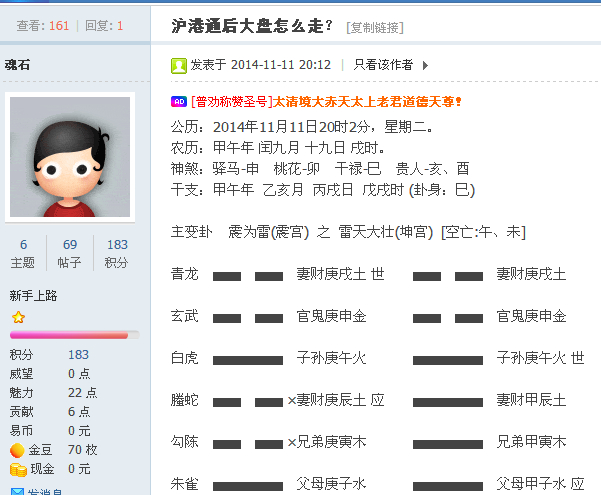 查看: 161 | 回复: 1
沪港通后大盘怎么走? [复制链接]
魂石
发表于 2014-11-11 20:12 | 只看该作者
AD [普劝称赞圣号]太清境大赤天太上老君道德天尊!
公历：2014年11月11日20时2分，星期二。
农历：甲午年 闰九月 十九日 戌时。
神煞：驿马-申 桃花-卯 干禄-巳 贵人-亥、酉
干支：甲午年 乙亥月 丙戌日 戊戌时 (卦身：巳)
6 69 183
主题 帖子 积分
主变卦 震为雷(震宫) 之 雷天大壮(坤宫) [空亡:午、未]
青龙 妻财庚戌土 世 妻财庚戌土
新手上路
玄武 官鬼庚申金 官鬼庚申金
白虎 子孙庚午火 子孙庚午火 世
积分 183
威望 0 点
魅力 22 点
贡献 6 点
易币 0 元
金豆 70 枚
现金 0 元
发消息
螣蛇 ×妻财庚辰土 应 妻财甲辰土
勾陈 ×兄弟庚寅木 兄弟甲寅木
朱雀 父母庚子水 父母甲子水 应